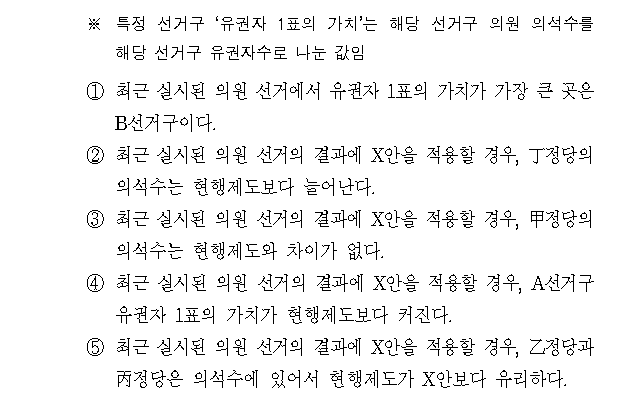 ※ 특정 선거구 ‘유권자 1표의 가치’는 해당 선거구 의원 의석수를
해당 선거구 유권자수로 나눈 값임
① 최근 실시된 의원 선거에서 유권자 1표의 가치가 가장 큰 곳은
B선거구이다.
② 최근 실시된 의원 선거의 결과에 X안을 적용할 경우, 丁정당의
의석수는 현행제도보다 늘어난다.
③ 최근 실시된 의원 선거의 결과에 X안을 적용할 경우, 甲정당의
의석수는 현행제도와 차이가 없다.
④ 최근 실시된 의원 선거의 결과에 X안을 적용할 경우, A선거구
유권자 1표의 가치가 현행제도보다 커진다.
⑤ 최근 실시된 의원 선거의 결과에 X안을 적용할 경우, 乙정당과
丙정당은 의석수에 있어서 현행제도가 X안보다 유리하다.